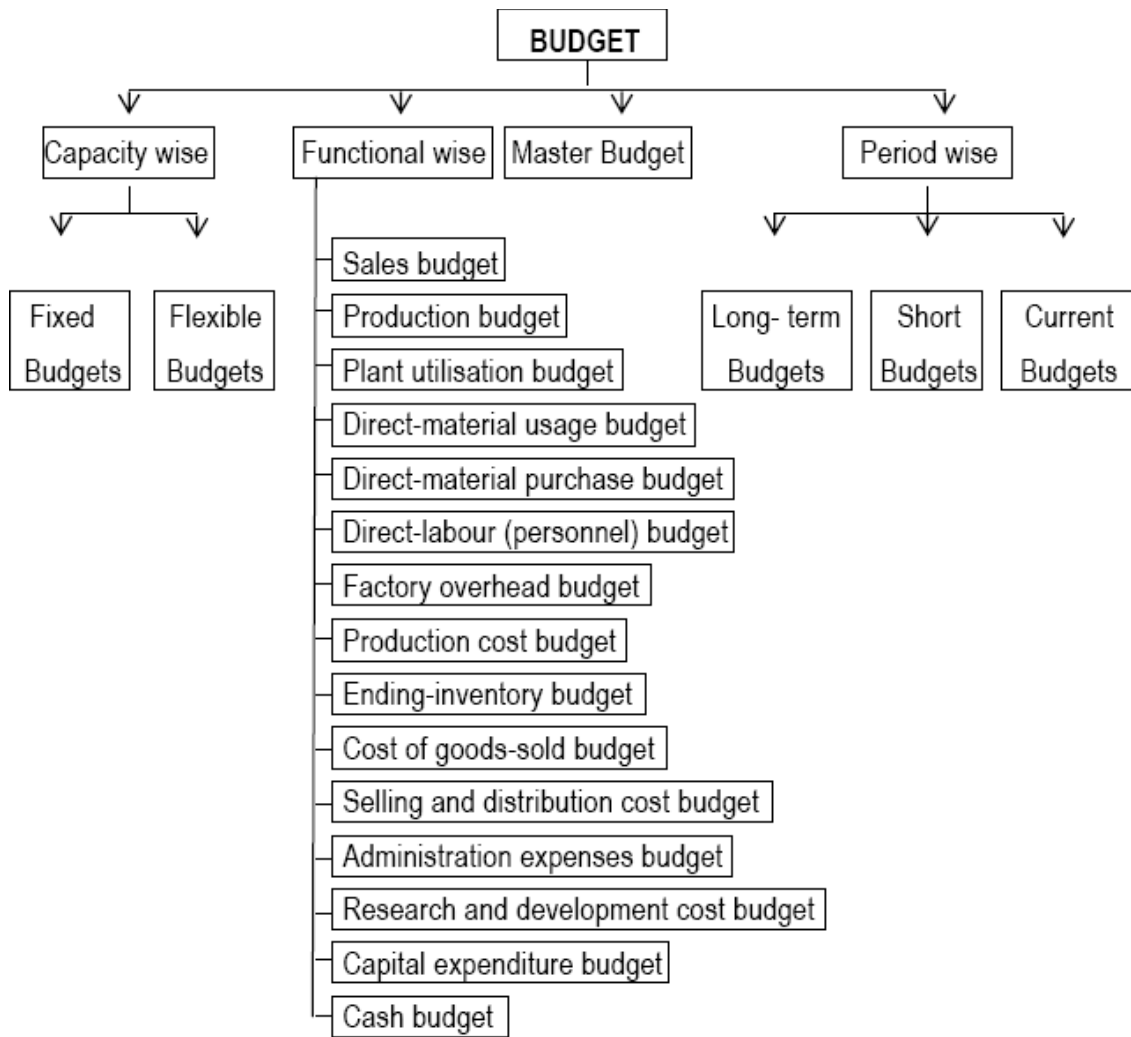 BUDGET
Capacity wise
Functional wise
Master Budget
Period wise
Fixed
Budgets
Flexible
Budgets
Sales budget
Production budget
Plant utilisation budget
Direct-material usage budget
Direct-material purchase budget
Direct-labour (personnel) budget
Factory overhead budget
Production cost budget
Ending-inventory budget
Cost of goods-sold budget
Selling and distribution cost budget
Administration expenses budget
Research and development cost budget
Capital expenditure budget
Cash budget
Long- term
Budgets
Short
Budgets
Current
Budgets